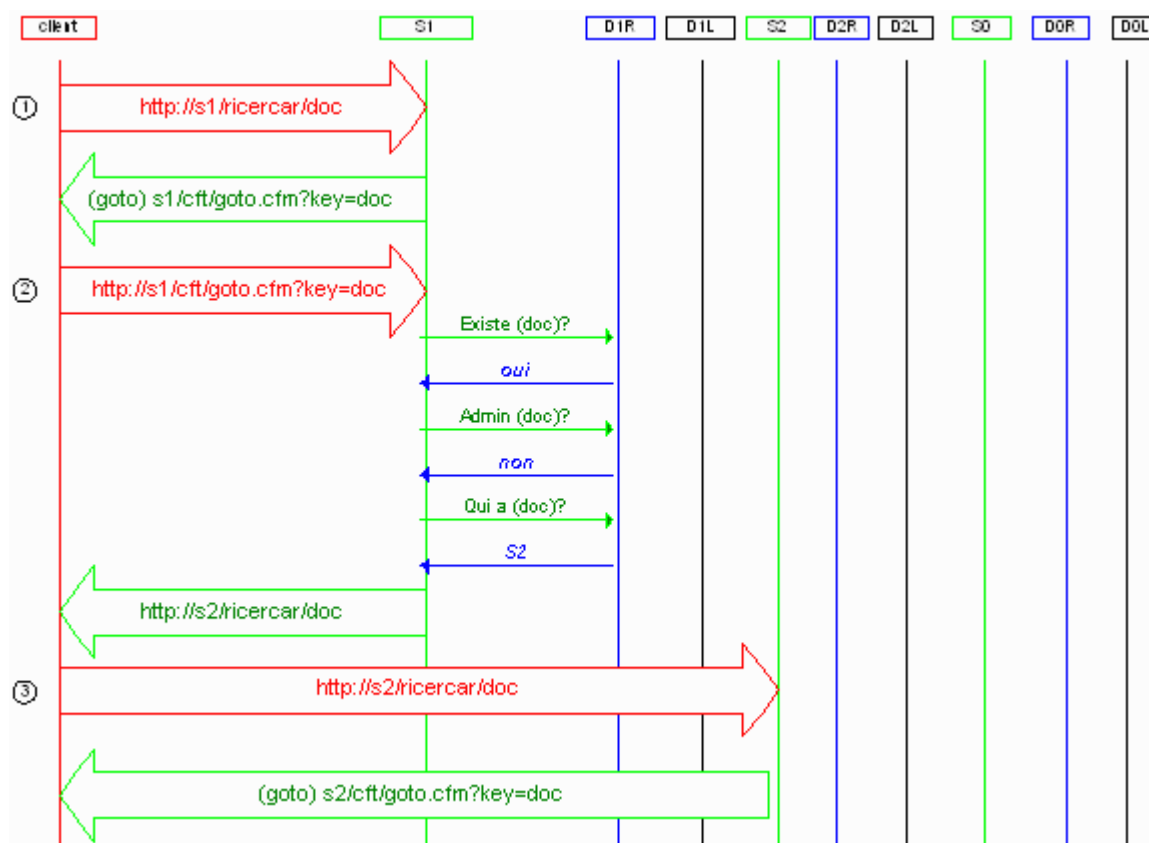 client S1 D1R D1L S2 D2R D2L S0 D0R D0L
1 http://s1/ricercar/doc
(goto) s1/cft/goto.cfm?key=doc
2 http://s1/cft/goto.cfm?key=doc
Existe (doc)?
oui
Admin (doc)?
non
Qui a (doc)?
S2
http://s2/ricercar/doc
3 http://s2/ricercar/doc
(goto) s2/cft/goto.cfm?key=doc